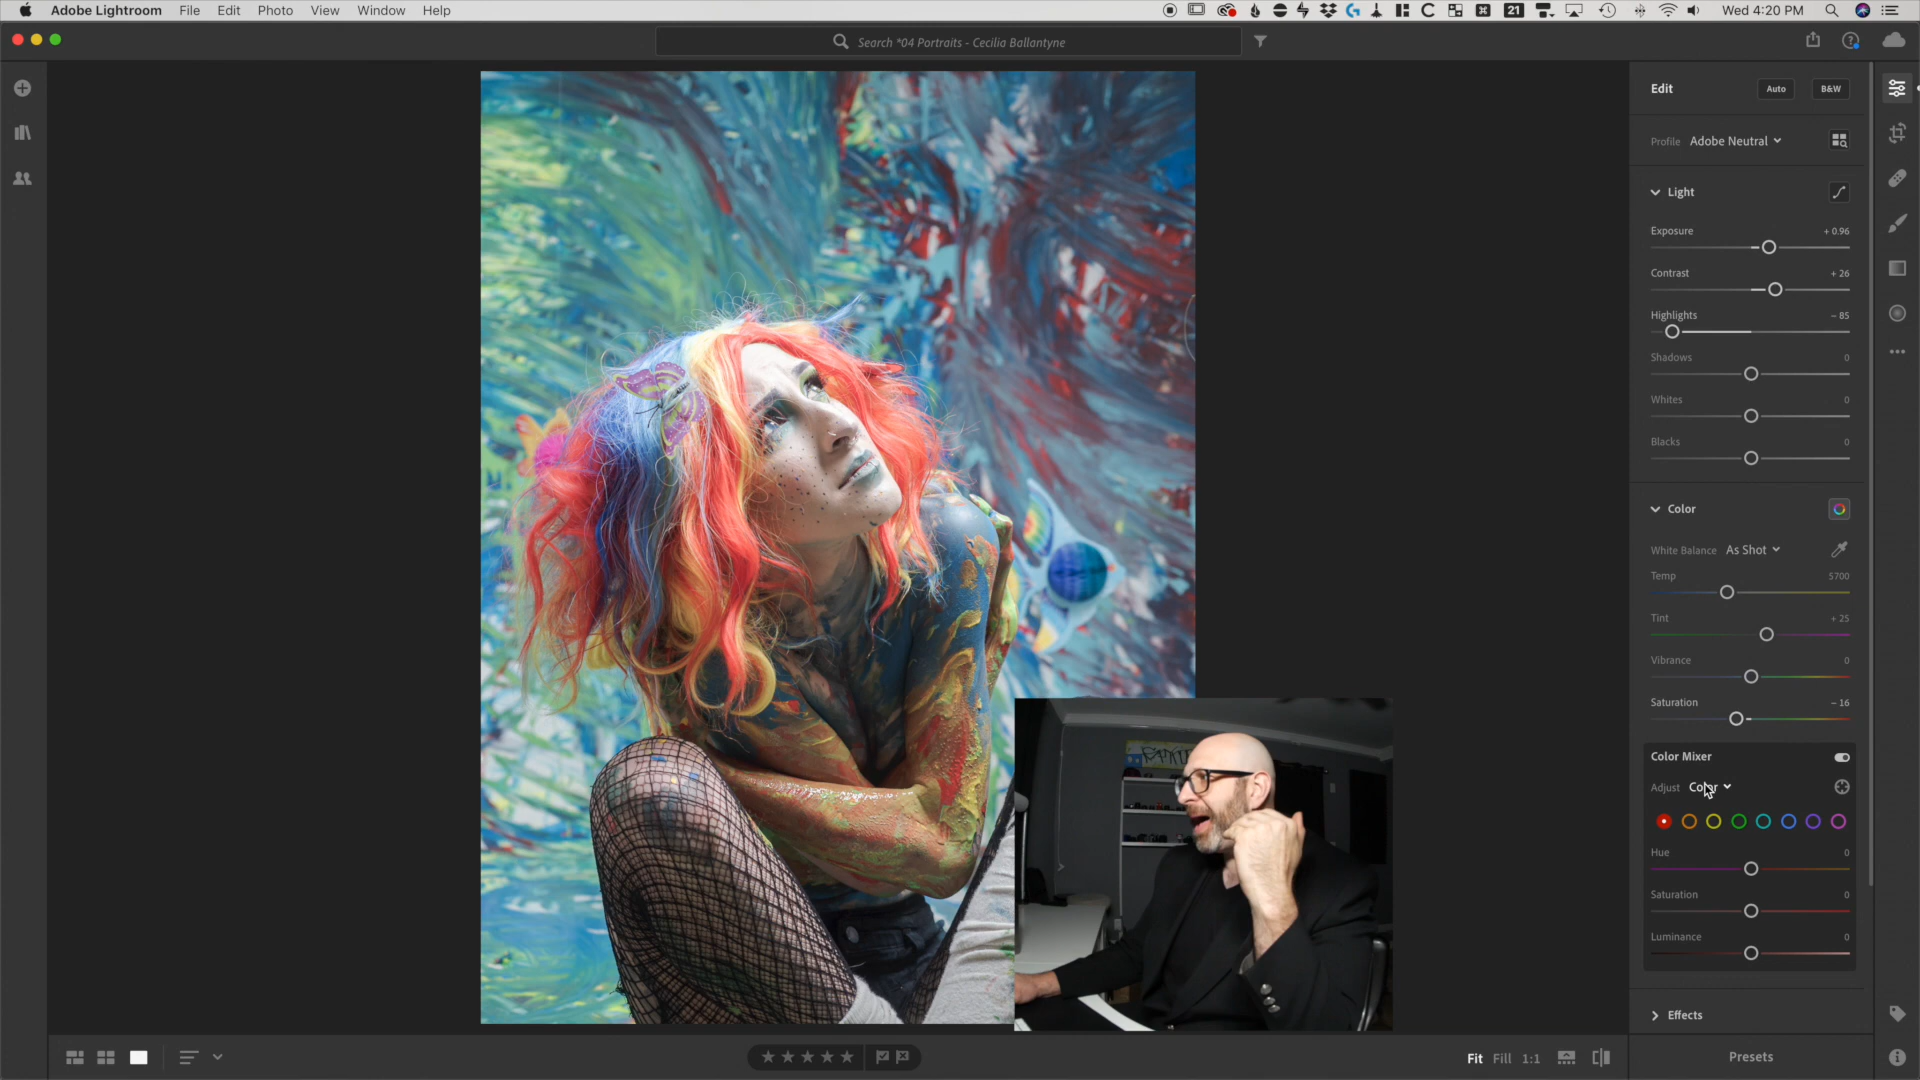 Adobe Lightroom File Edit Photo View Window Help
21 Wed 4:20 PM
Search *04 Portraits - Cecilia Ballantyne
Edit Auto B&W
Profile Adobe Neutral
Light
Exposure + 0.96
Contrast + 26
Highlights – 85
Shadows 0
Whites 0
Blacks 0
Color
White Balance As Shot
Temp 5700
Tint + 25
Vibrance 0
Saturation – 16
Color Mixer
Adjust Color
Hue 0
Saturation 0
Luminance 0
Effects
Fit Fill 1:1
Presets